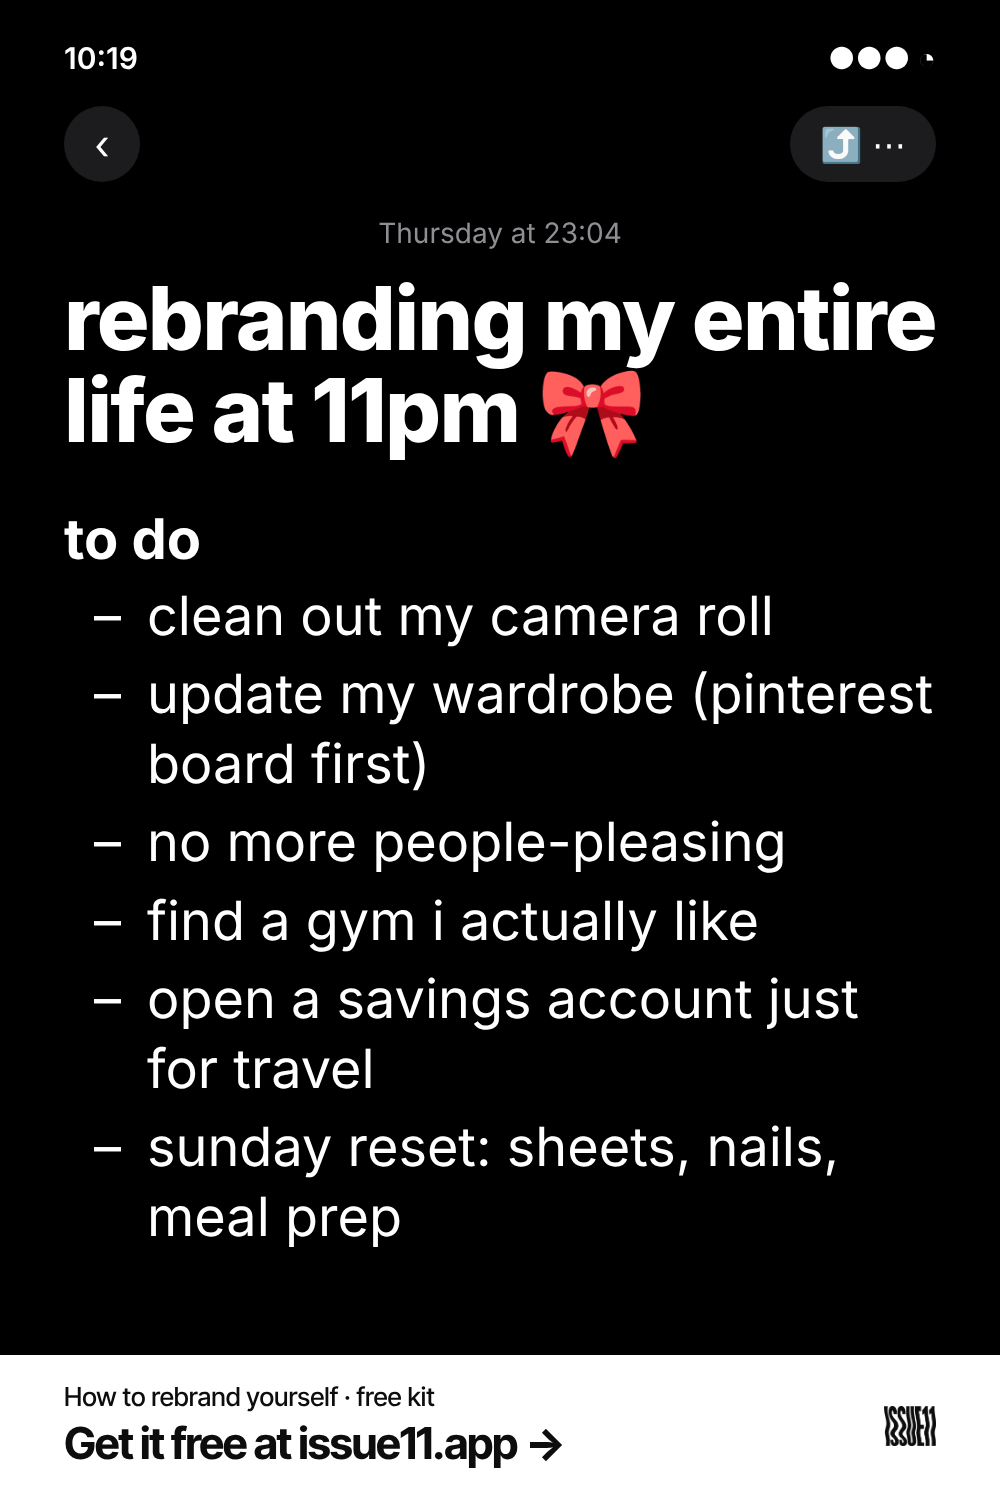 10:19
‹
⤴️ ⋯
Thursday at 23:04
rebranding my entire
life at 11pm 🎀
to do
– clean out my camera roll
– update my wardrobe (pinterest
board first)
– no more people-pleasing
– find a gym i actually like
– open a savings account just
for travel
– sunday reset: sheets, nails,
meal prep
How to rebrand yourself · free kit
Get it free at issue11.app →
ISSUE11